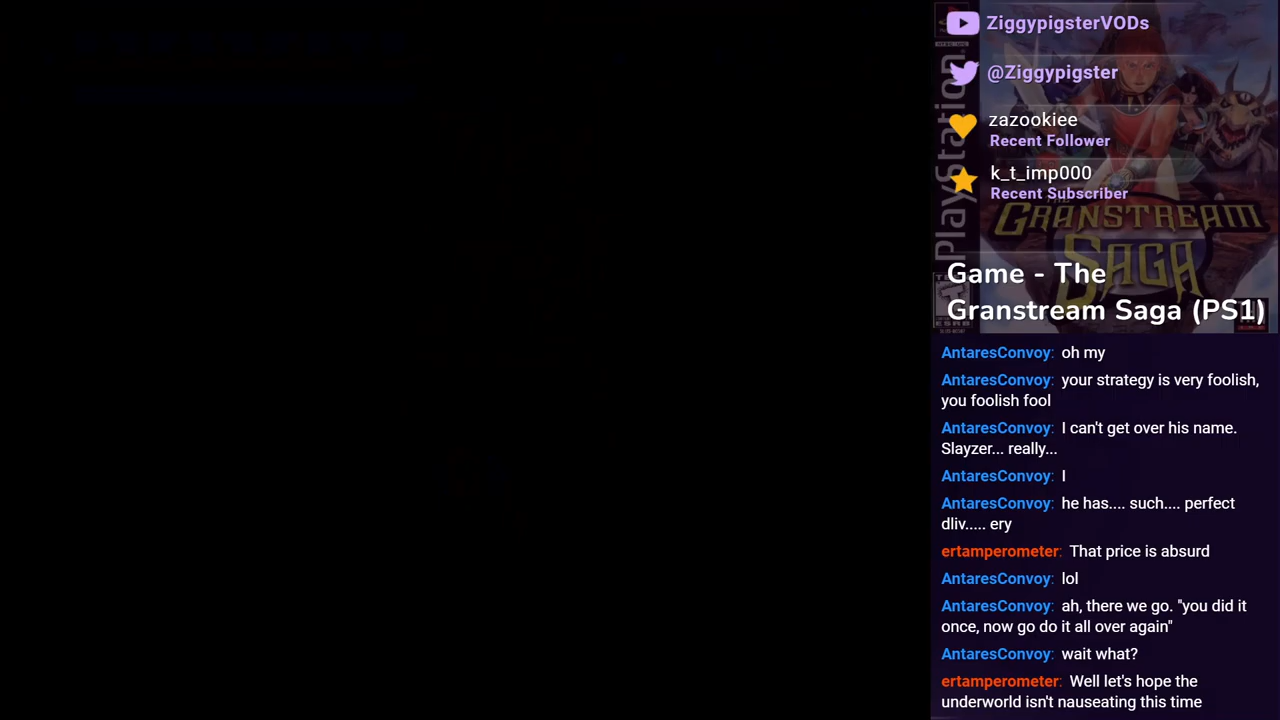 ZiggypigsterVODs
@Ziggypigster
zazookiee
Recent Follower
k_t_imp000
Recent Subscriber
PlayStation
THE
GRANSTREAM
SAGA
Game - The
Granstream Saga (PS1)
AntaresConvoy: oh my
AntaresConvoy: your strategy is very foolish,
you foolish fool
AntaresConvoy: I can't get over his name.
Slayzer... really...
AntaresConvoy: I
AntaresConvoy: he has.... such.... perfect
dliv..... ery
ertamperometer: That price is absurd
AntaresConvoy: lol
AntaresConvoy: ah, there we go. "you did it
once, now go do it all over again"
AntaresConvoy: wait what?
ertamperometer: Well let's hope the
underworld isn't nauseating this time